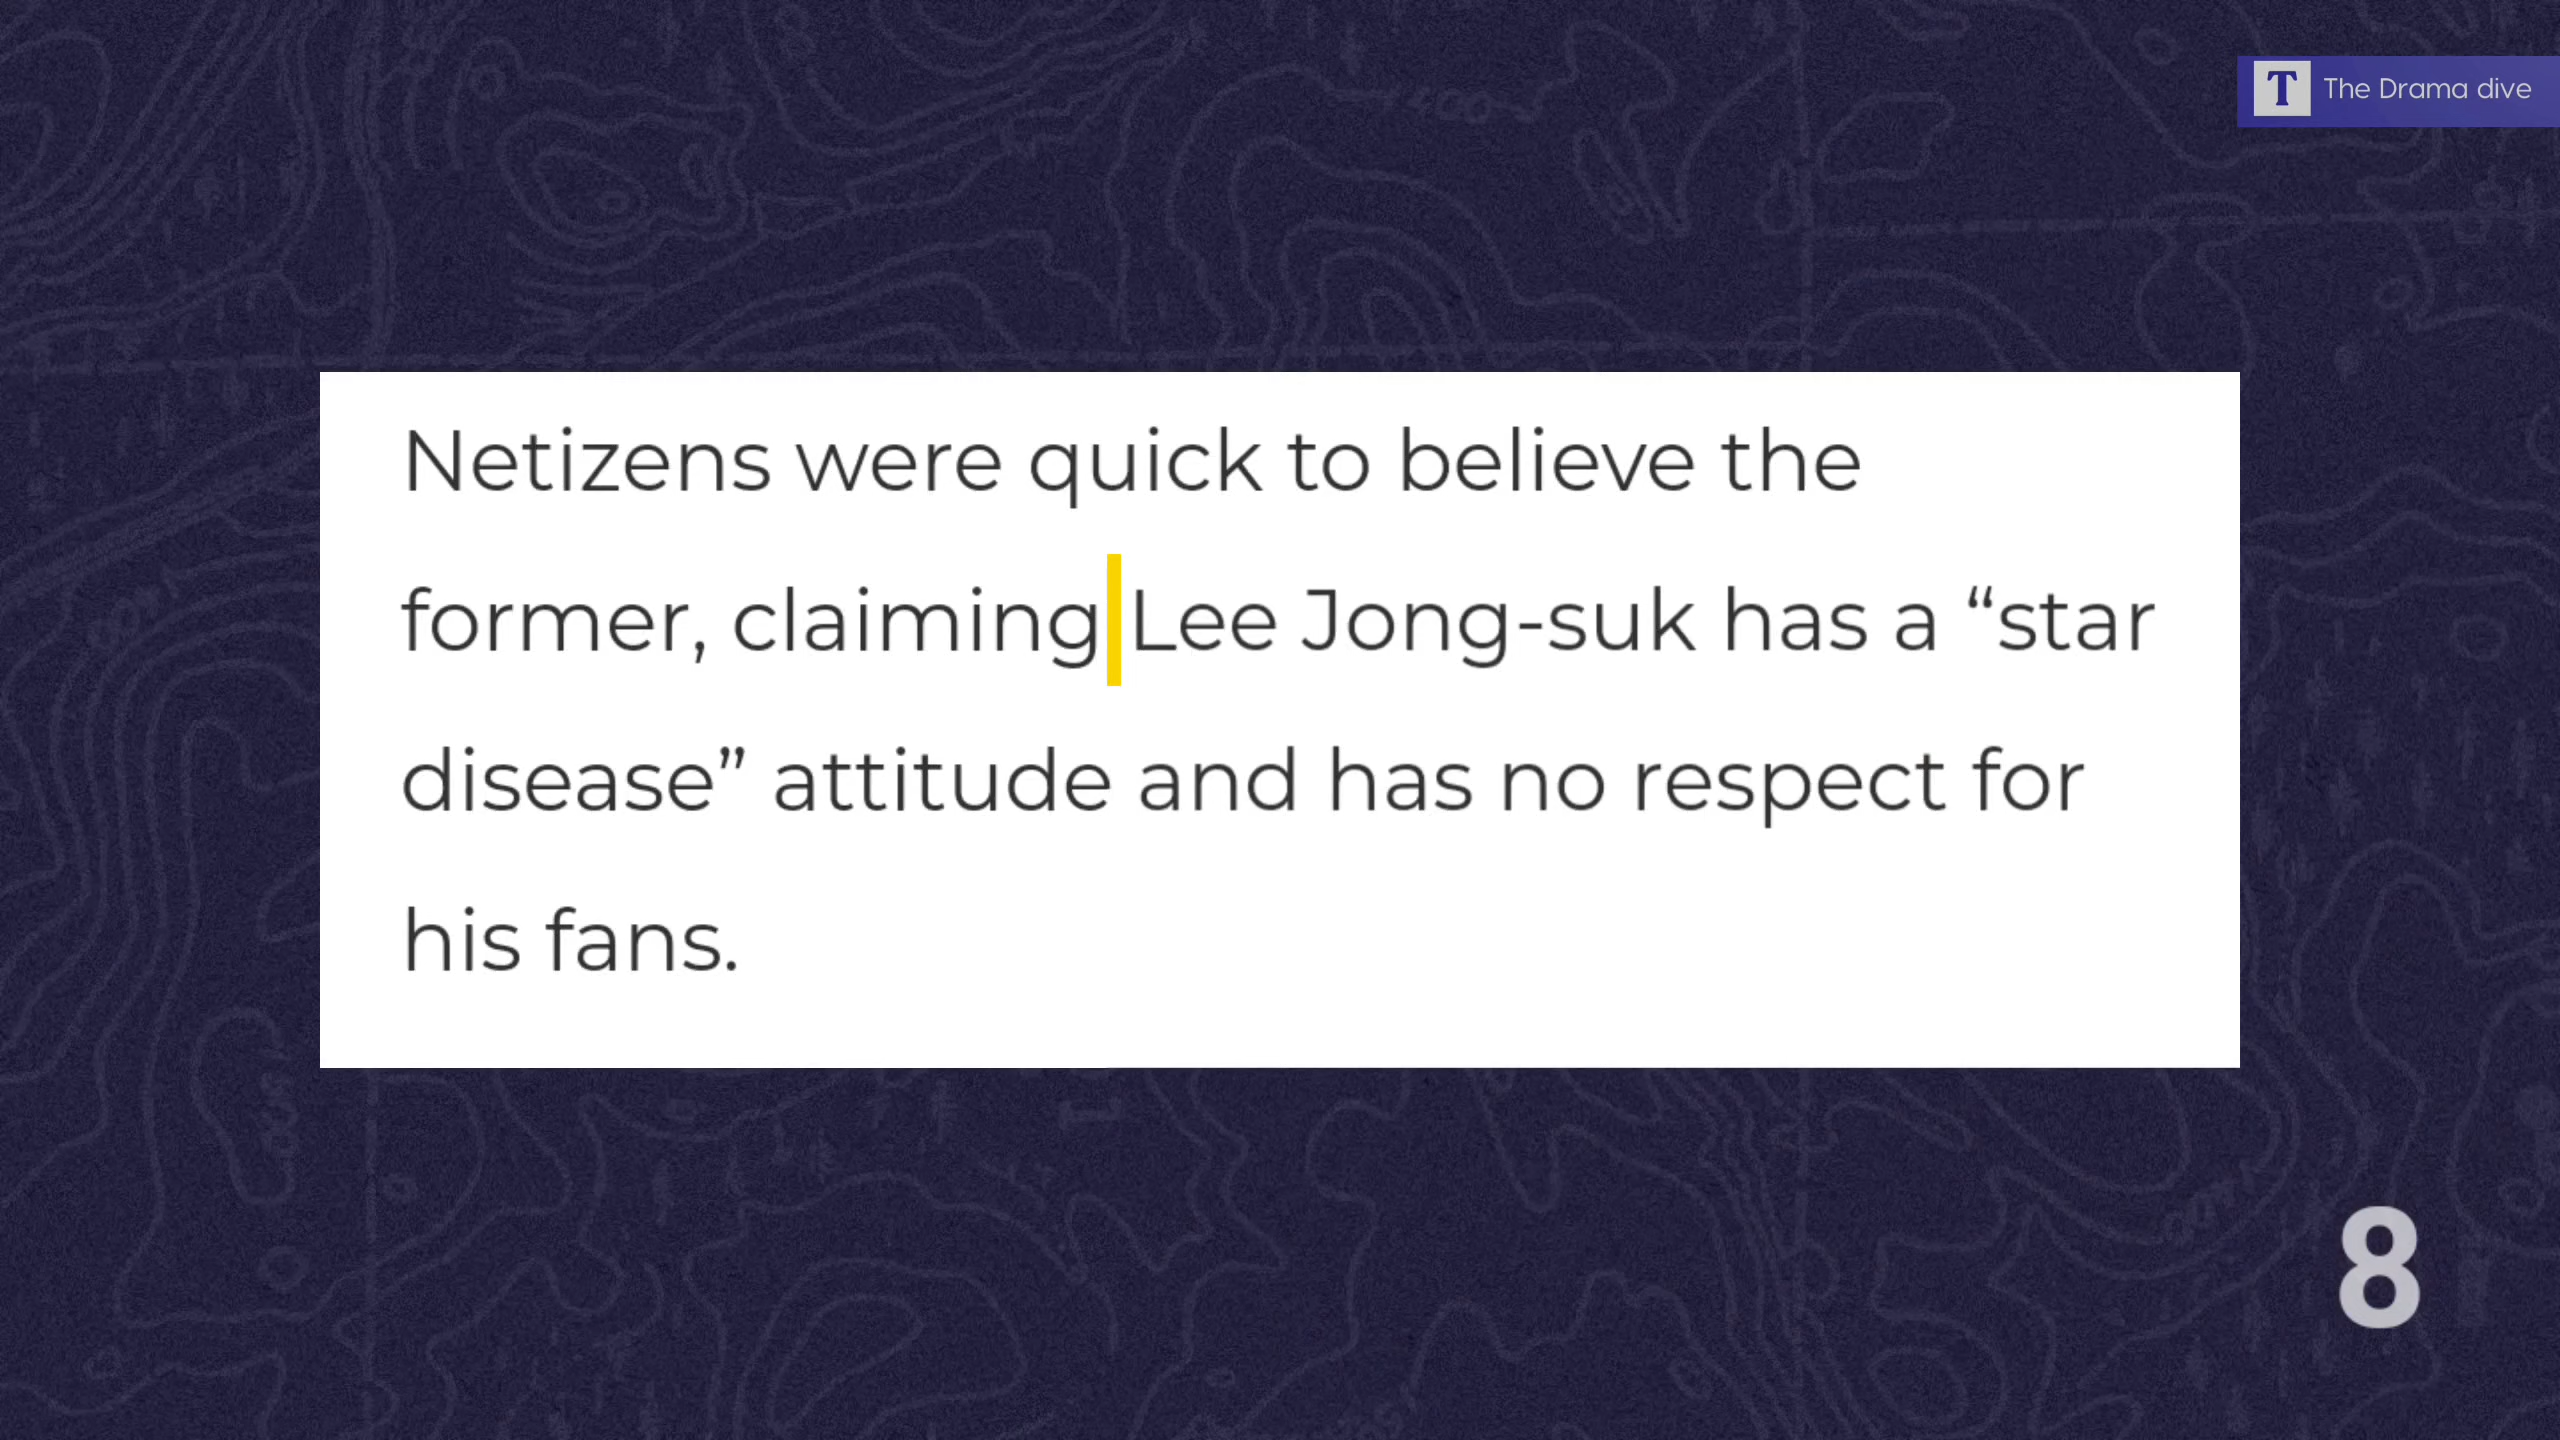 T The Drama dive
Netizens were quick to believe the
former, claiming Lee Jong-suk has a “star
disease” attitude and has no respect for
his fans.
8